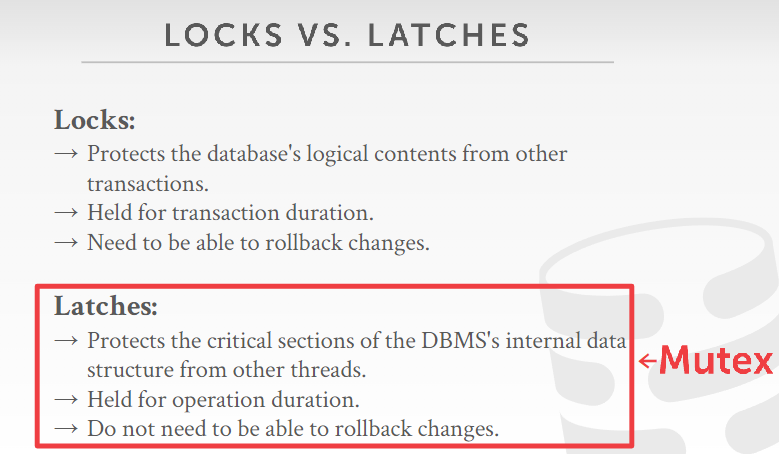 LOCKS VS. LATCHES
Locks:
→ Protects the database's logical contents from other
transactions.
→ Held for transaction duration.
→ Need to be able to rollback changes.
Latches:
→ Protects the critical sections of the DBMS's internal data
structure from other threads.
→ Held for operation duration.
→ Do not need to be able to rollback changes.
←Mutex